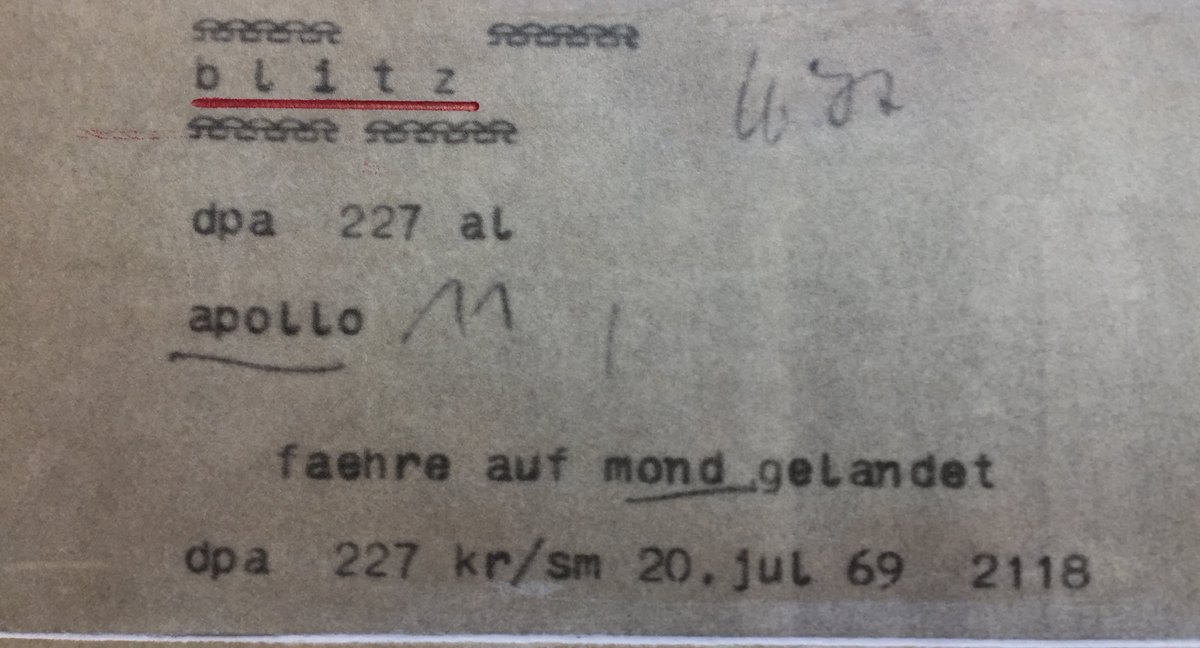 b l i t z
dpa 227 al
apollo 11
faehre auf mond gelandet
dpa 227 kr/sm 20.jul 69 2118